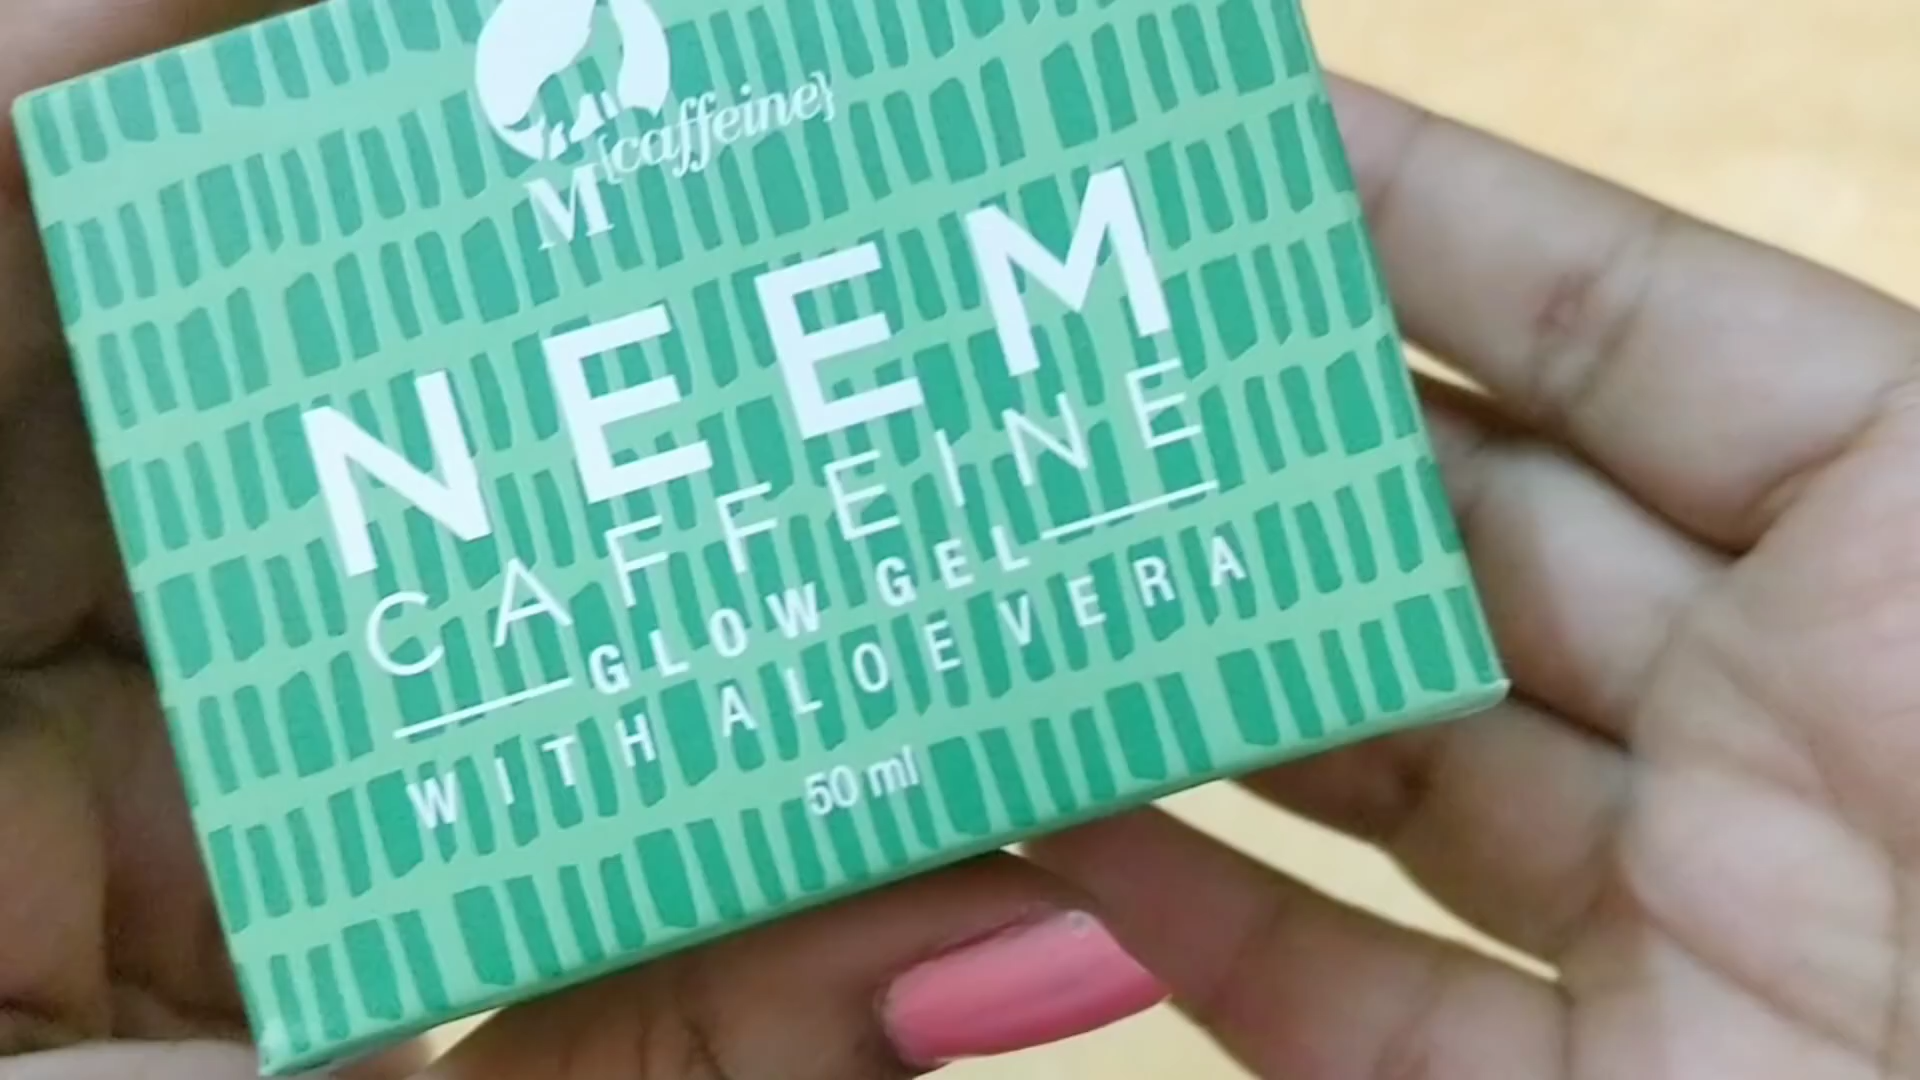 M{caffeine}
NEEM
CAFFEINE
GLOW GEL
WITH ALOE VERA
50 ml